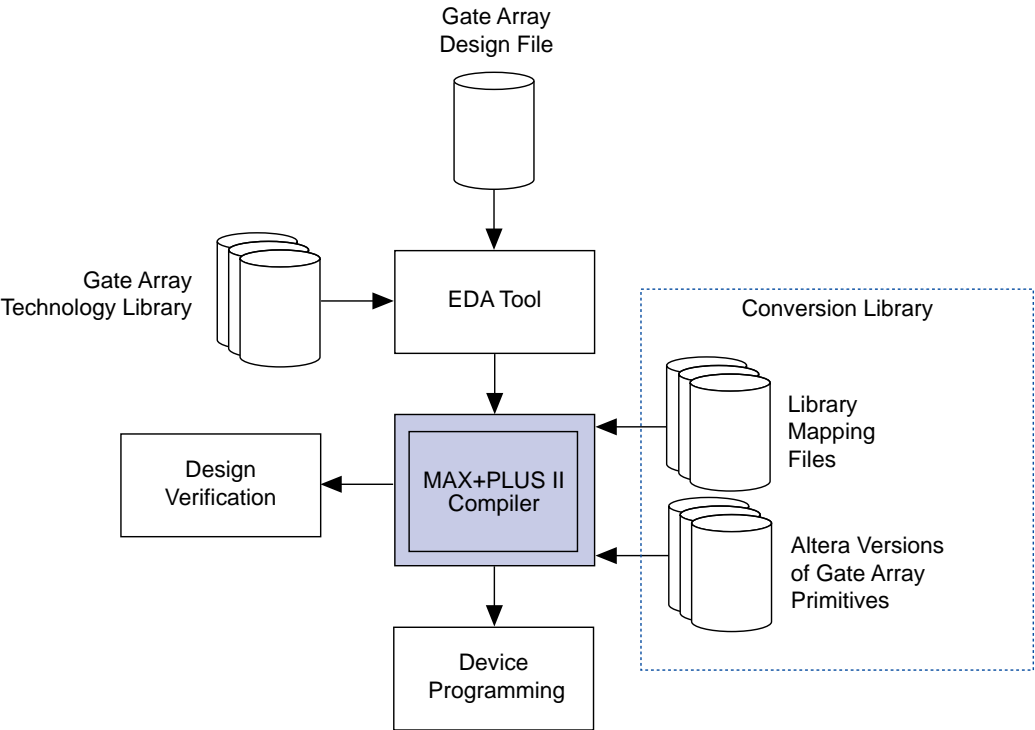 Gate Array
Design File
Gate Array
Technology Library
EDA Tool
Conversion Library
Library
Mapping
Files
Design
Verification
MAX+PLUS II
Compiler
Altera Versions
of Gate Array
Primitives
Device
Programming